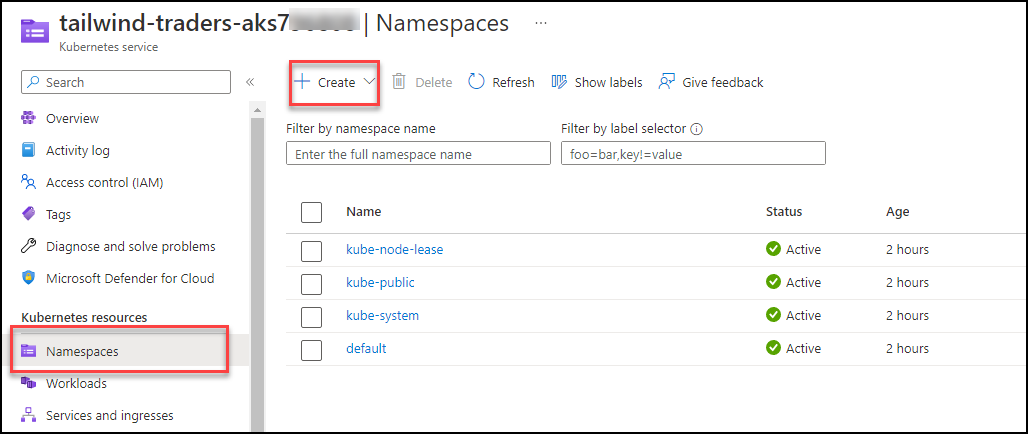 tailwind-traders-aks7 | Namespaces ...
Kubernetes service
Search «
Overview
Activity log
Access control (IAM)
Tags
Diagnose and solve problems
Microsoft Defender for Cloud
Kubernetes resources
Namespaces
Workloads
Services and ingresses
Create Delete Refresh Show labels Give feedback
Filter by namespace name Filter by label selector
Enter the full namespace name foo=bar,key!=value
Name Status Age
kube-node-lease Active 2 hours
kube-public Active 2 hours
kube-system Active 2 hours
default Active 2 hours